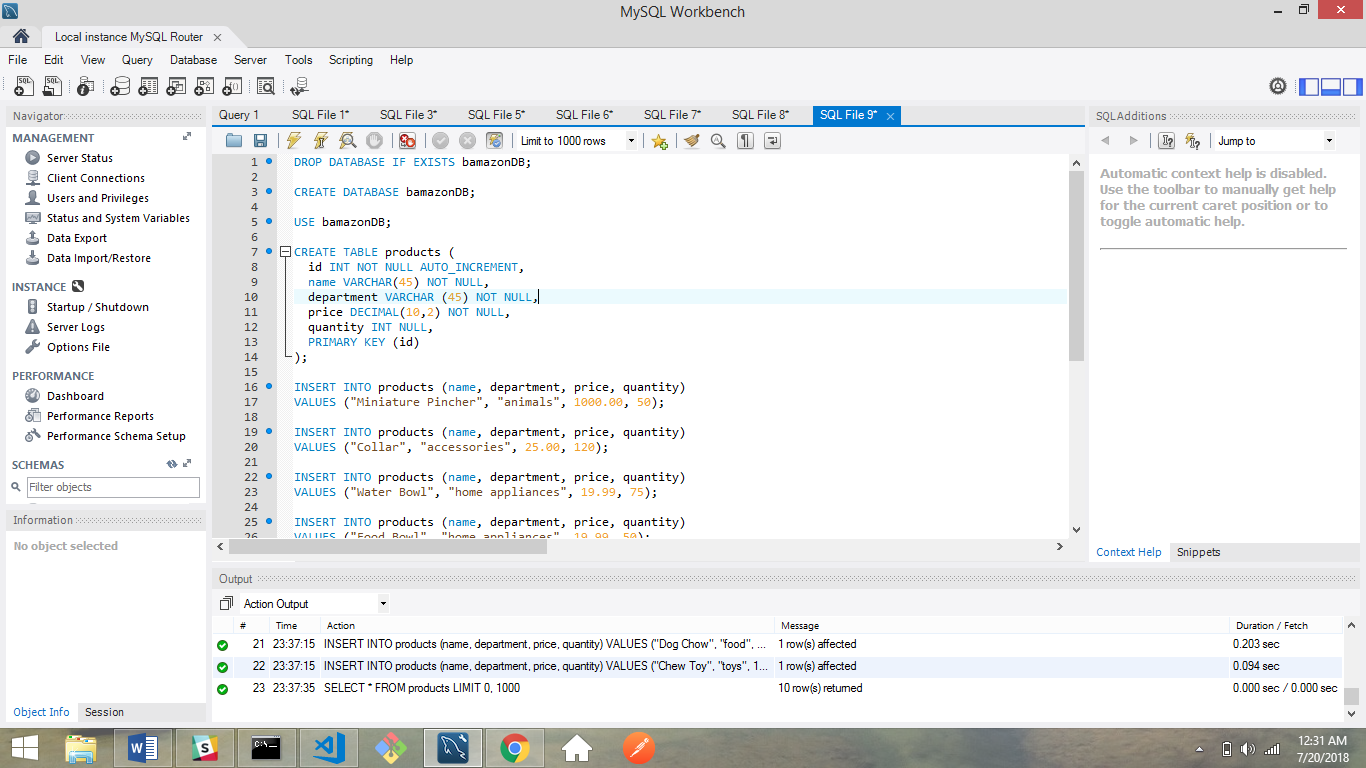 MySQL Workbench
Local instance MySQL Router
File Edit View Query Database Server Tools Scripting Help
Navigator
MANAGEMENT
Server Status
Client Connections
Users and Privileges
Status and System Variables
Data Export
Data Import/Restore
INSTANCE
Startup / Shutdown
Server Logs
Options File
PERFORMANCE
Dashboard
Performance Reports
Performance Schema Setup
SCHEMAS
Filter objects
Information
No object selected
Object Info Session
Query 1 SQL File 1* SQL File 3* SQL File 5* SQL File 6* SQL File 7* SQL File 8* SQL File 9*
Limit to 1000 rows
1 DROP DATABASE IF EXISTS bamazonDB;
2
3 CREATE DATABASE bamazonDB;
4
5 USE bamazonDB;
6
7 CREATE TABLE products (
8 id INT NOT NULL AUTO_INCREMENT,
9 name VARCHAR(45) NOT NULL,
10 department VARCHAR (45) NOT NULL,
11 price DECIMAL(10,2) NOT NULL,
12 quantity INT NULL,
13 PRIMARY KEY (id)
14 );
15
16 INSERT INTO products (name, department, price, quantity)
17 VALUES ("Miniature Pincher", "animals", 1000.00, 50);
18
19 INSERT INTO products (name, department, price, quantity)
20 VALUES ("Collar", "accessories", 25.00, 120);
21
22 INSERT INTO products (name, department, price, quantity)
23 VALUES ("Water Bowl", "home appliances", 19.99, 75);
24
25 INSERT INTO products (name, department, price, quantity)
26 VALUES ("Food Bowl", "home appliances", 19.99, 50);
SQLAdditions
Jump to
Automatic context help is disabled.
Use the toolbar to manually get help
for the current caret position or to
toggle automatic help.
Context Help Snippets
Output
Action Output
# Time Action Message Duration / Fetch
21 23:37:15 INSERT INTO products (name, department, price, quantity) VALUES ("Dog Chow", "food", ... 1 row(s) affected 0.203 sec
22 23:37:15 INSERT INTO products (name, department, price, quantity) VALUES ("Chew Toy", "toys", 1... 1 row(s) affected 0.094 sec
23 23:37:35 SELECT * FROM products LIMIT 0, 1000 10 row(s) returned 0.000 sec / 0.000 sec
12:31 AM
7/20/2018